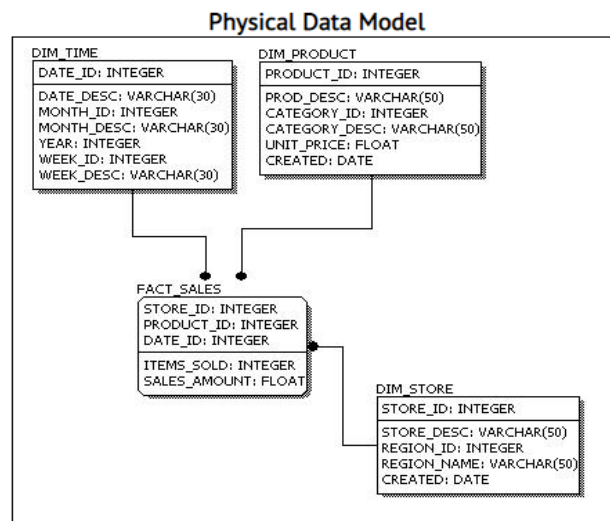 Physical Data Model
DIM_TIME
DATE_ID: INTEGER
DATE_DESC: VARCHAR(30)
MONTH_ID: INTEGER
MONTH_DESC: VARCHAR(30)
YEAR: INTEGER
WEEK_ID: INTEGER
WEEK_DESC: VARCHAR(30)
DIM_PRODUCT
PRODUCT_ID: INTEGER
PROD_DESC: VARCHAR(50)
CATEGORY_ID: INTEGER
CATEGORY_DESC: VARCHAR(50)
UNIT_PRICE: FLOAT
CREATED: DATE
FACT_SALES
STORE_ID: INTEGER
PRODUCT_ID: INTEGER
DATE_ID: INTEGER
ITEMS_SOLD: INTEGER
SALES_AMOUNT: FLOAT
DIM_STORE
STORE_ID: INTEGER
STORE_DESC: VARCHAR(50)
REGION_ID: INTEGER
REGION_NAME: VARCHAR(50)
CREATED: DATE